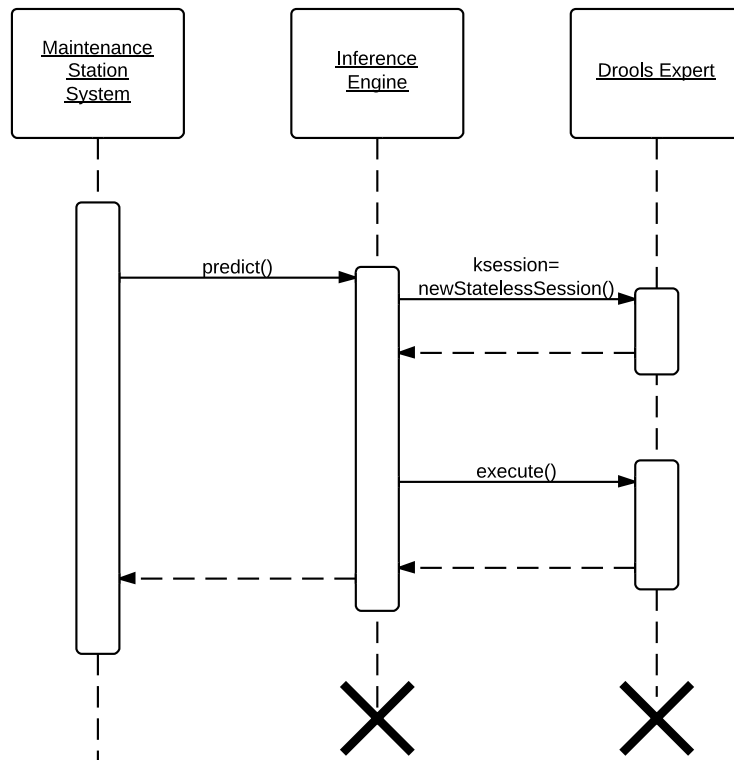 Maintenance
Station
System
Inference
Engine
Drools Expert
predict()
ksession=
newStatelessSession()
execute()